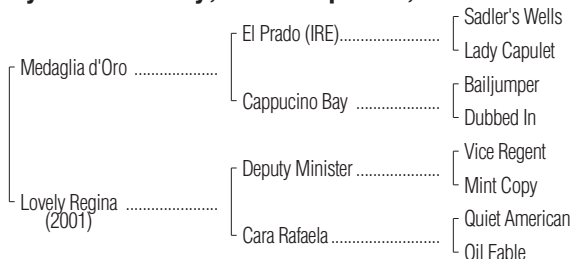 El Prado (IRE)....................
Sadler's Wells
Lady Capulet
Medaglia d'Oro ....................
Cappucino Bay ....................
Bailjumper
Dubbed In
Lovely Regina ......................
(2001)
Deputy Minister ....................
Vice Regent
Mint Copy
Cara Rafaela ..........................
Quiet American
Oil Fable